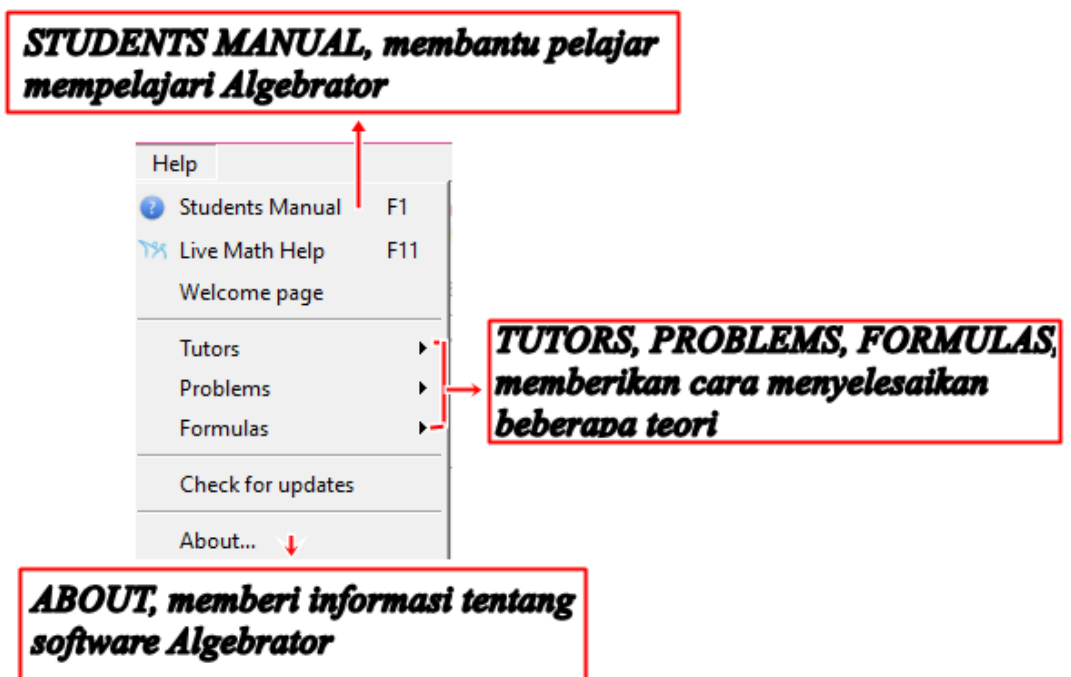 STUDENTS MANUAL, membantu pelajar
mempelajari Algebrator
Help
Students Manual F1
Live Math Help F11
Welcome page
Tutors
Problems
Formulas
TUTORS, PROBLEMS, FORMULAS,
memberikan cara menyelesaikan
beberapa teori
Check for updates
About...
ABOUT, memberi informasi tentang
software Algebrator